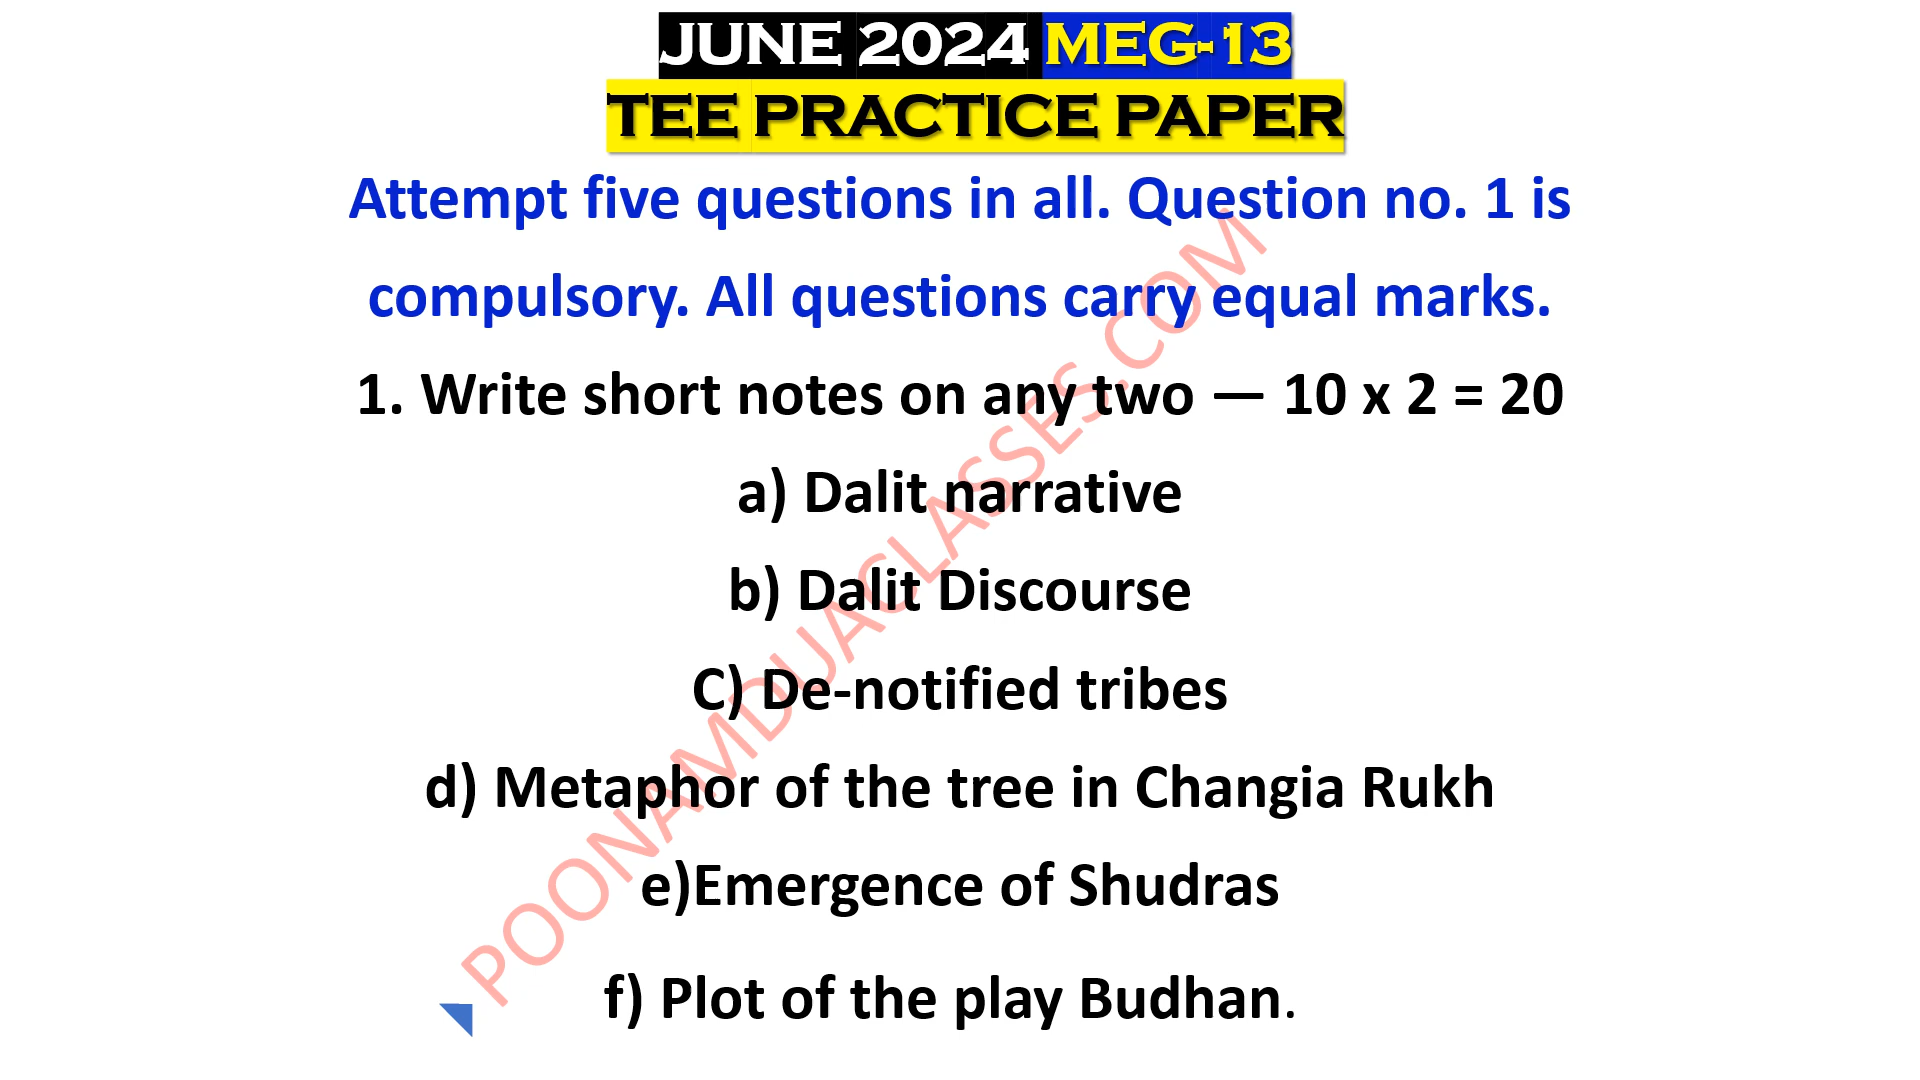 JUNE 2024 MEG-13
TEE PRACTICE PAPER
Attempt five questions in all. Question no. 1 is
compulsory. All questions carry equal marks.
1. Write short notes on any two — 10 x 2 = 20
a) Dalit narrative
b) Dalit Discourse
C) De-notified tribes
d) Metaphor of the tree in Changia Rukh
e)Emergence of Shudras
f) Plot of the play Budhan.
POONAMDUACLASSES.COM